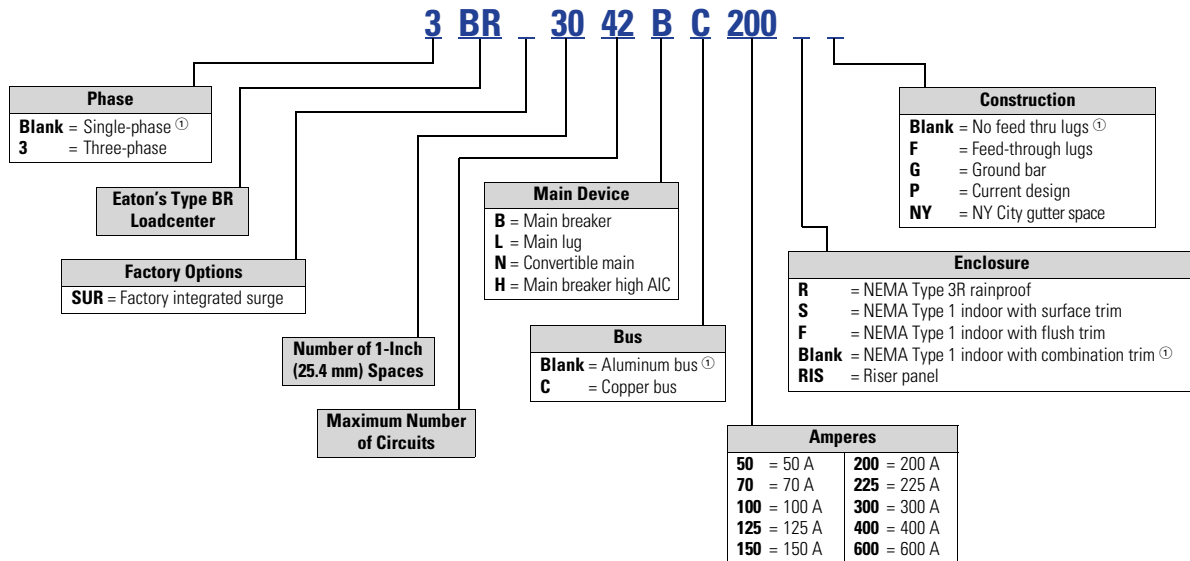 3 BR _ 30 42 B C 200 _ _
Phase
Blank = Single-phase ①
3 = Three-phase
Eaton's Type BR
Loadcenter
Factory Options
SUR = Factory integrated surge
Number of 1-Inch
(25.4 mm) Spaces
Maximum Number
of Circuits
Main Device
B = Main breaker
L = Main lug
N = Convertible main
H = Main breaker high AIC
Bus
Blank = Aluminum bus ①
C = Copper bus
Construction
Blank = No feed thru lugs ①
F = Feed-through lugs
G = Ground bar
P = Current design
NY = NY City gutter space
Enclosure
R = NEMA Type 3R rainproof
S = NEMA Type 1 indoor with surface trim
F = NEMA Type 1 indoor with flush trim
Blank = NEMA Type 1 indoor with combination trim ①
RIS = Riser panel
Amperes
50 = 50 A 200 = 200 A
70 = 70 A 225 = 225 A
100 = 100 A 300 = 300 A
125 = 125 A 400 = 400 A
150 = 150 A 600 = 600 A